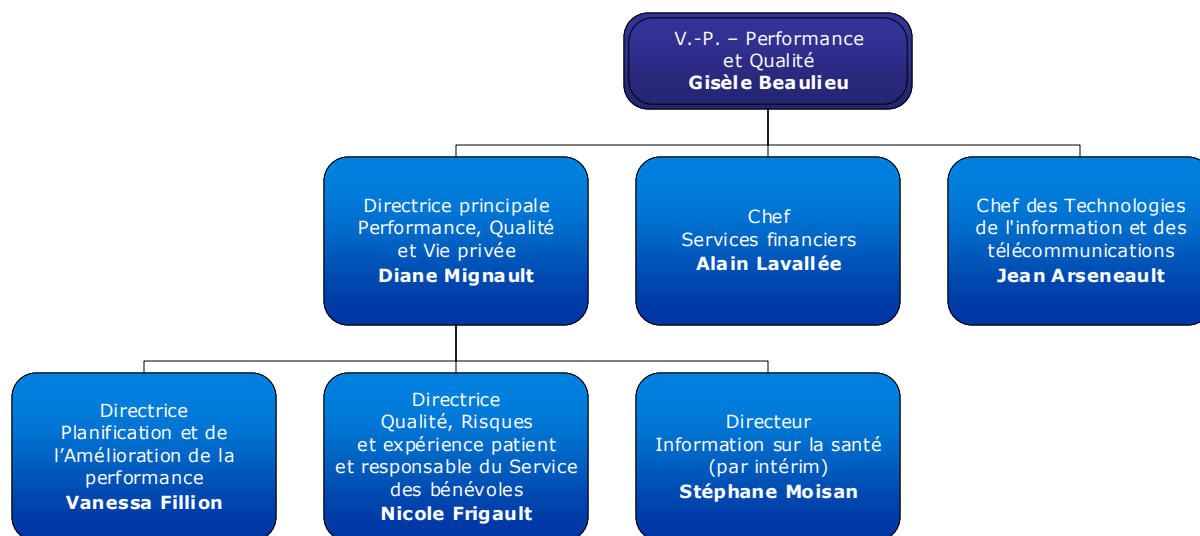 V.-P. – Performance
et Qualité
Gisèle Beaulieu
Directrice principale
Performance, Qualité
et Vie privée
Diane Mignault
Chef
Services financiers
Alain Lavallée
Chef des Technologies
de l'information et des
télécommunications
Jean Arseneault
Directrice
Planification et de
l’Amélioration de la
performance
Vanessa Fillion
Directrice
Qualité, Risques
et expérience patient
et responsable du Service
des bénévoles
Nicole Frigault
Directeur
Information sur la santé
(par intérim)
Stéphane Moisan